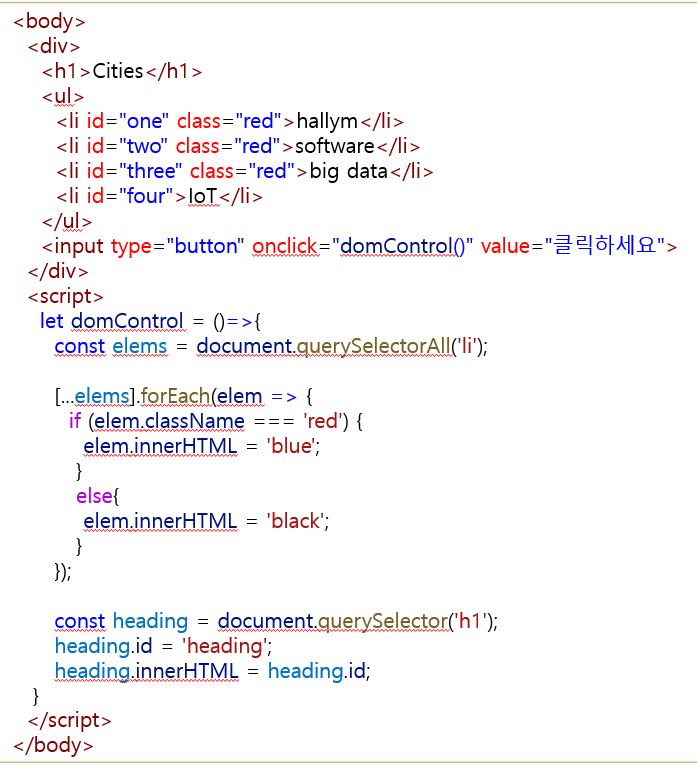 <body>
<div>
<h1>Cities</h1>
<ul>
<li id="one" class="red">hallym</li>
<li id="two" class="red">software</li>
<li id="three" class="red">big data</li>
<li id="four">IoT</li>
</ul>
<input type="button" onclick="domControl()" value="클릭하세요">
</div>
<script>
let domControl = ()=>{
const elems = document.querySelectorAll('li');
[...elems].forEach(elem => {
if (elem.className === 'red') {
elem.innerHTML = 'blue';
}
else{
elem.innerHTML = 'black';
}
});
const heading = document.querySelector('h1');
heading.id = 'heading';
heading.innerHTML = heading.id;
}
</script>
</body>